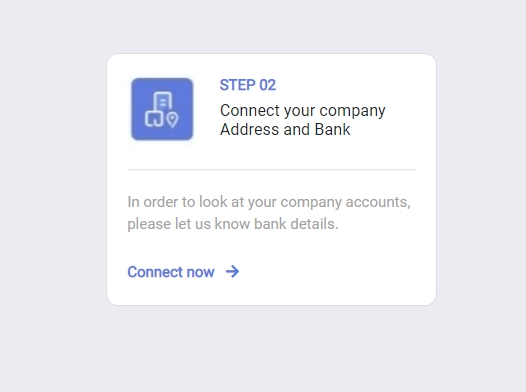 STEP 02
Connect your company
Address and Bank
In order to look at your company accounts,
please let us know bank details.
Connect now